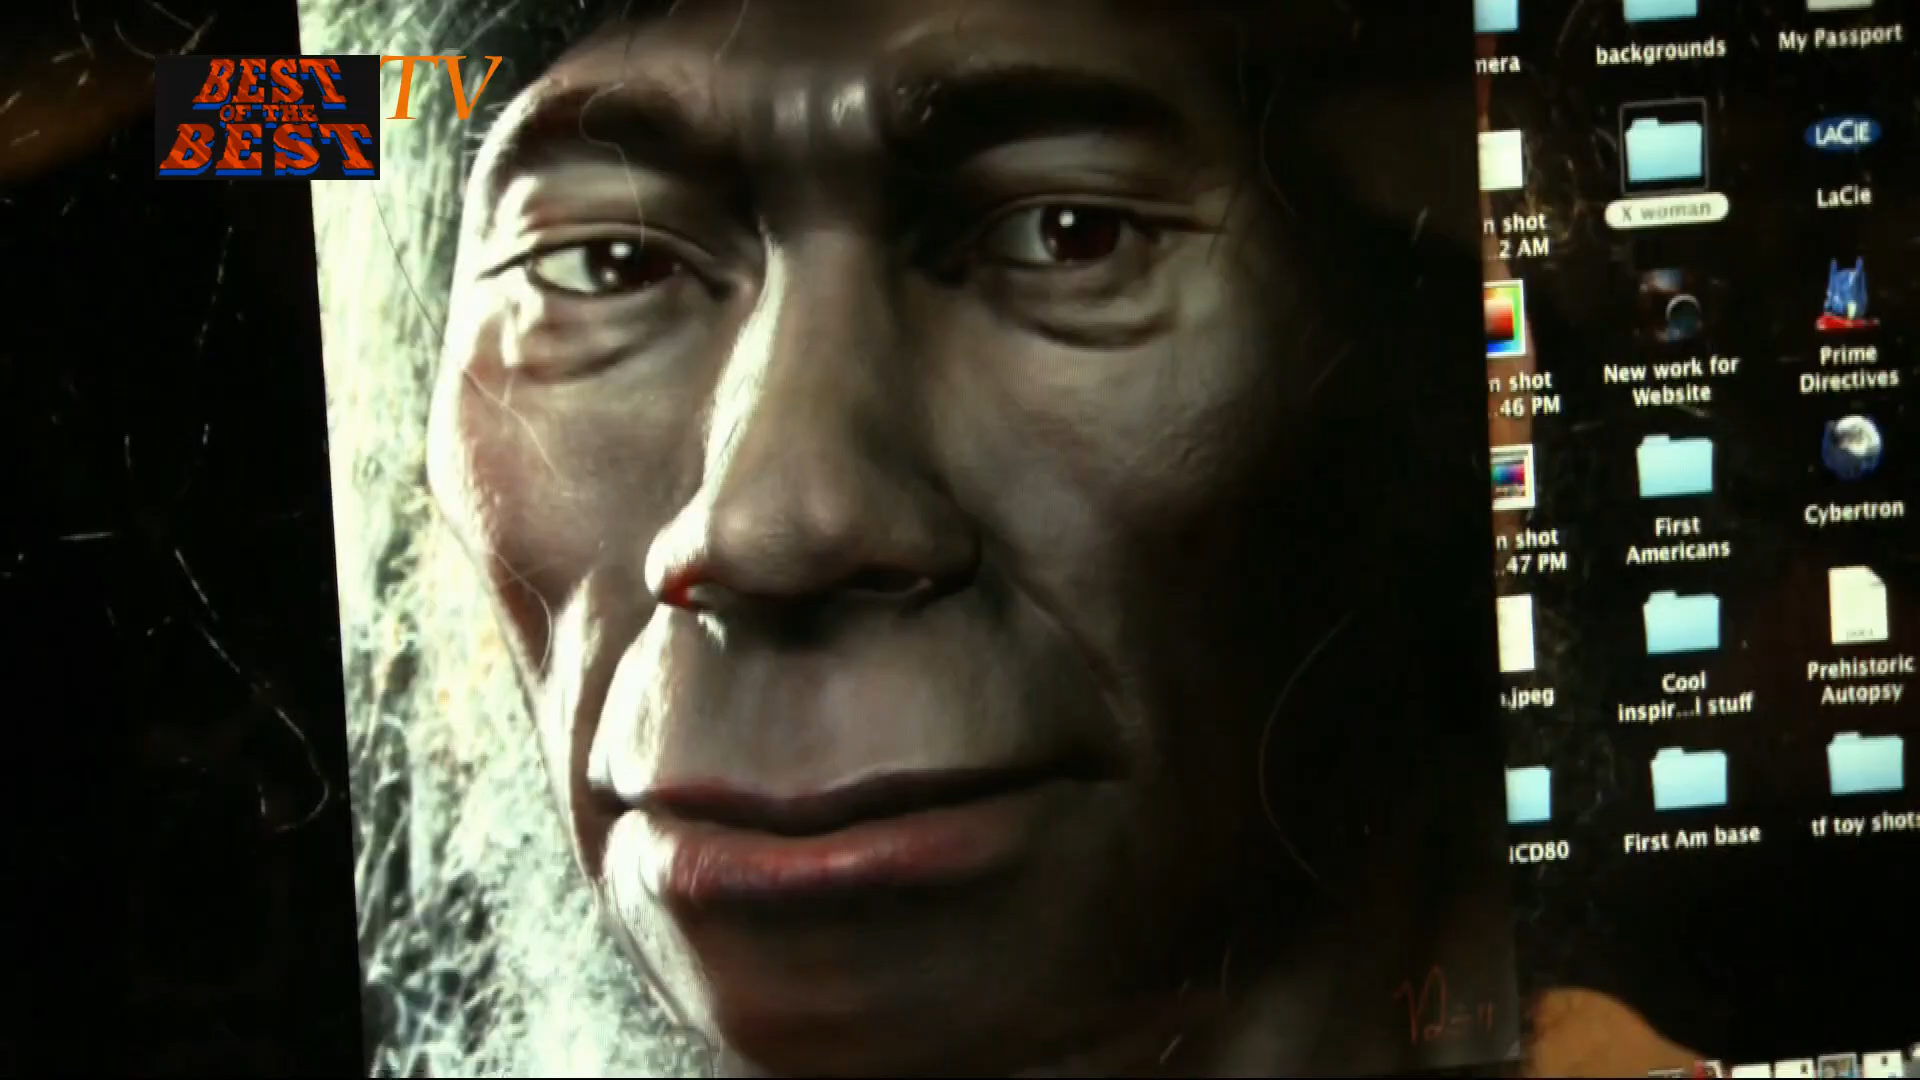 BEST
OF THE
BEST
TV
backgrounds
My Passport
mera
LACIE
LaCie
X woman
n shot
..2 AM
New work for
Website
Prime
Directives
n shot
..46 PM
First
Americans
Cybertron
n shot
..47 PM
Cool
inspir...l stuff
Prehistoric
Autopsy
.jpeg
First Am base
tf toy shots
ICD80